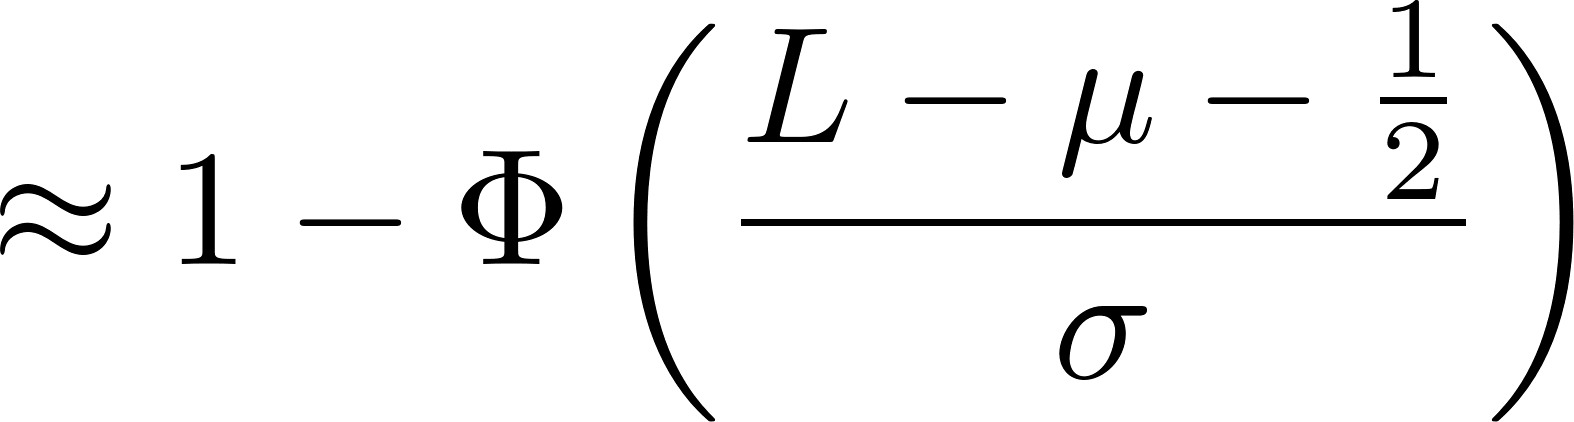 ≈ 1 − Φ ( (L − μ − 1/2) / σ )